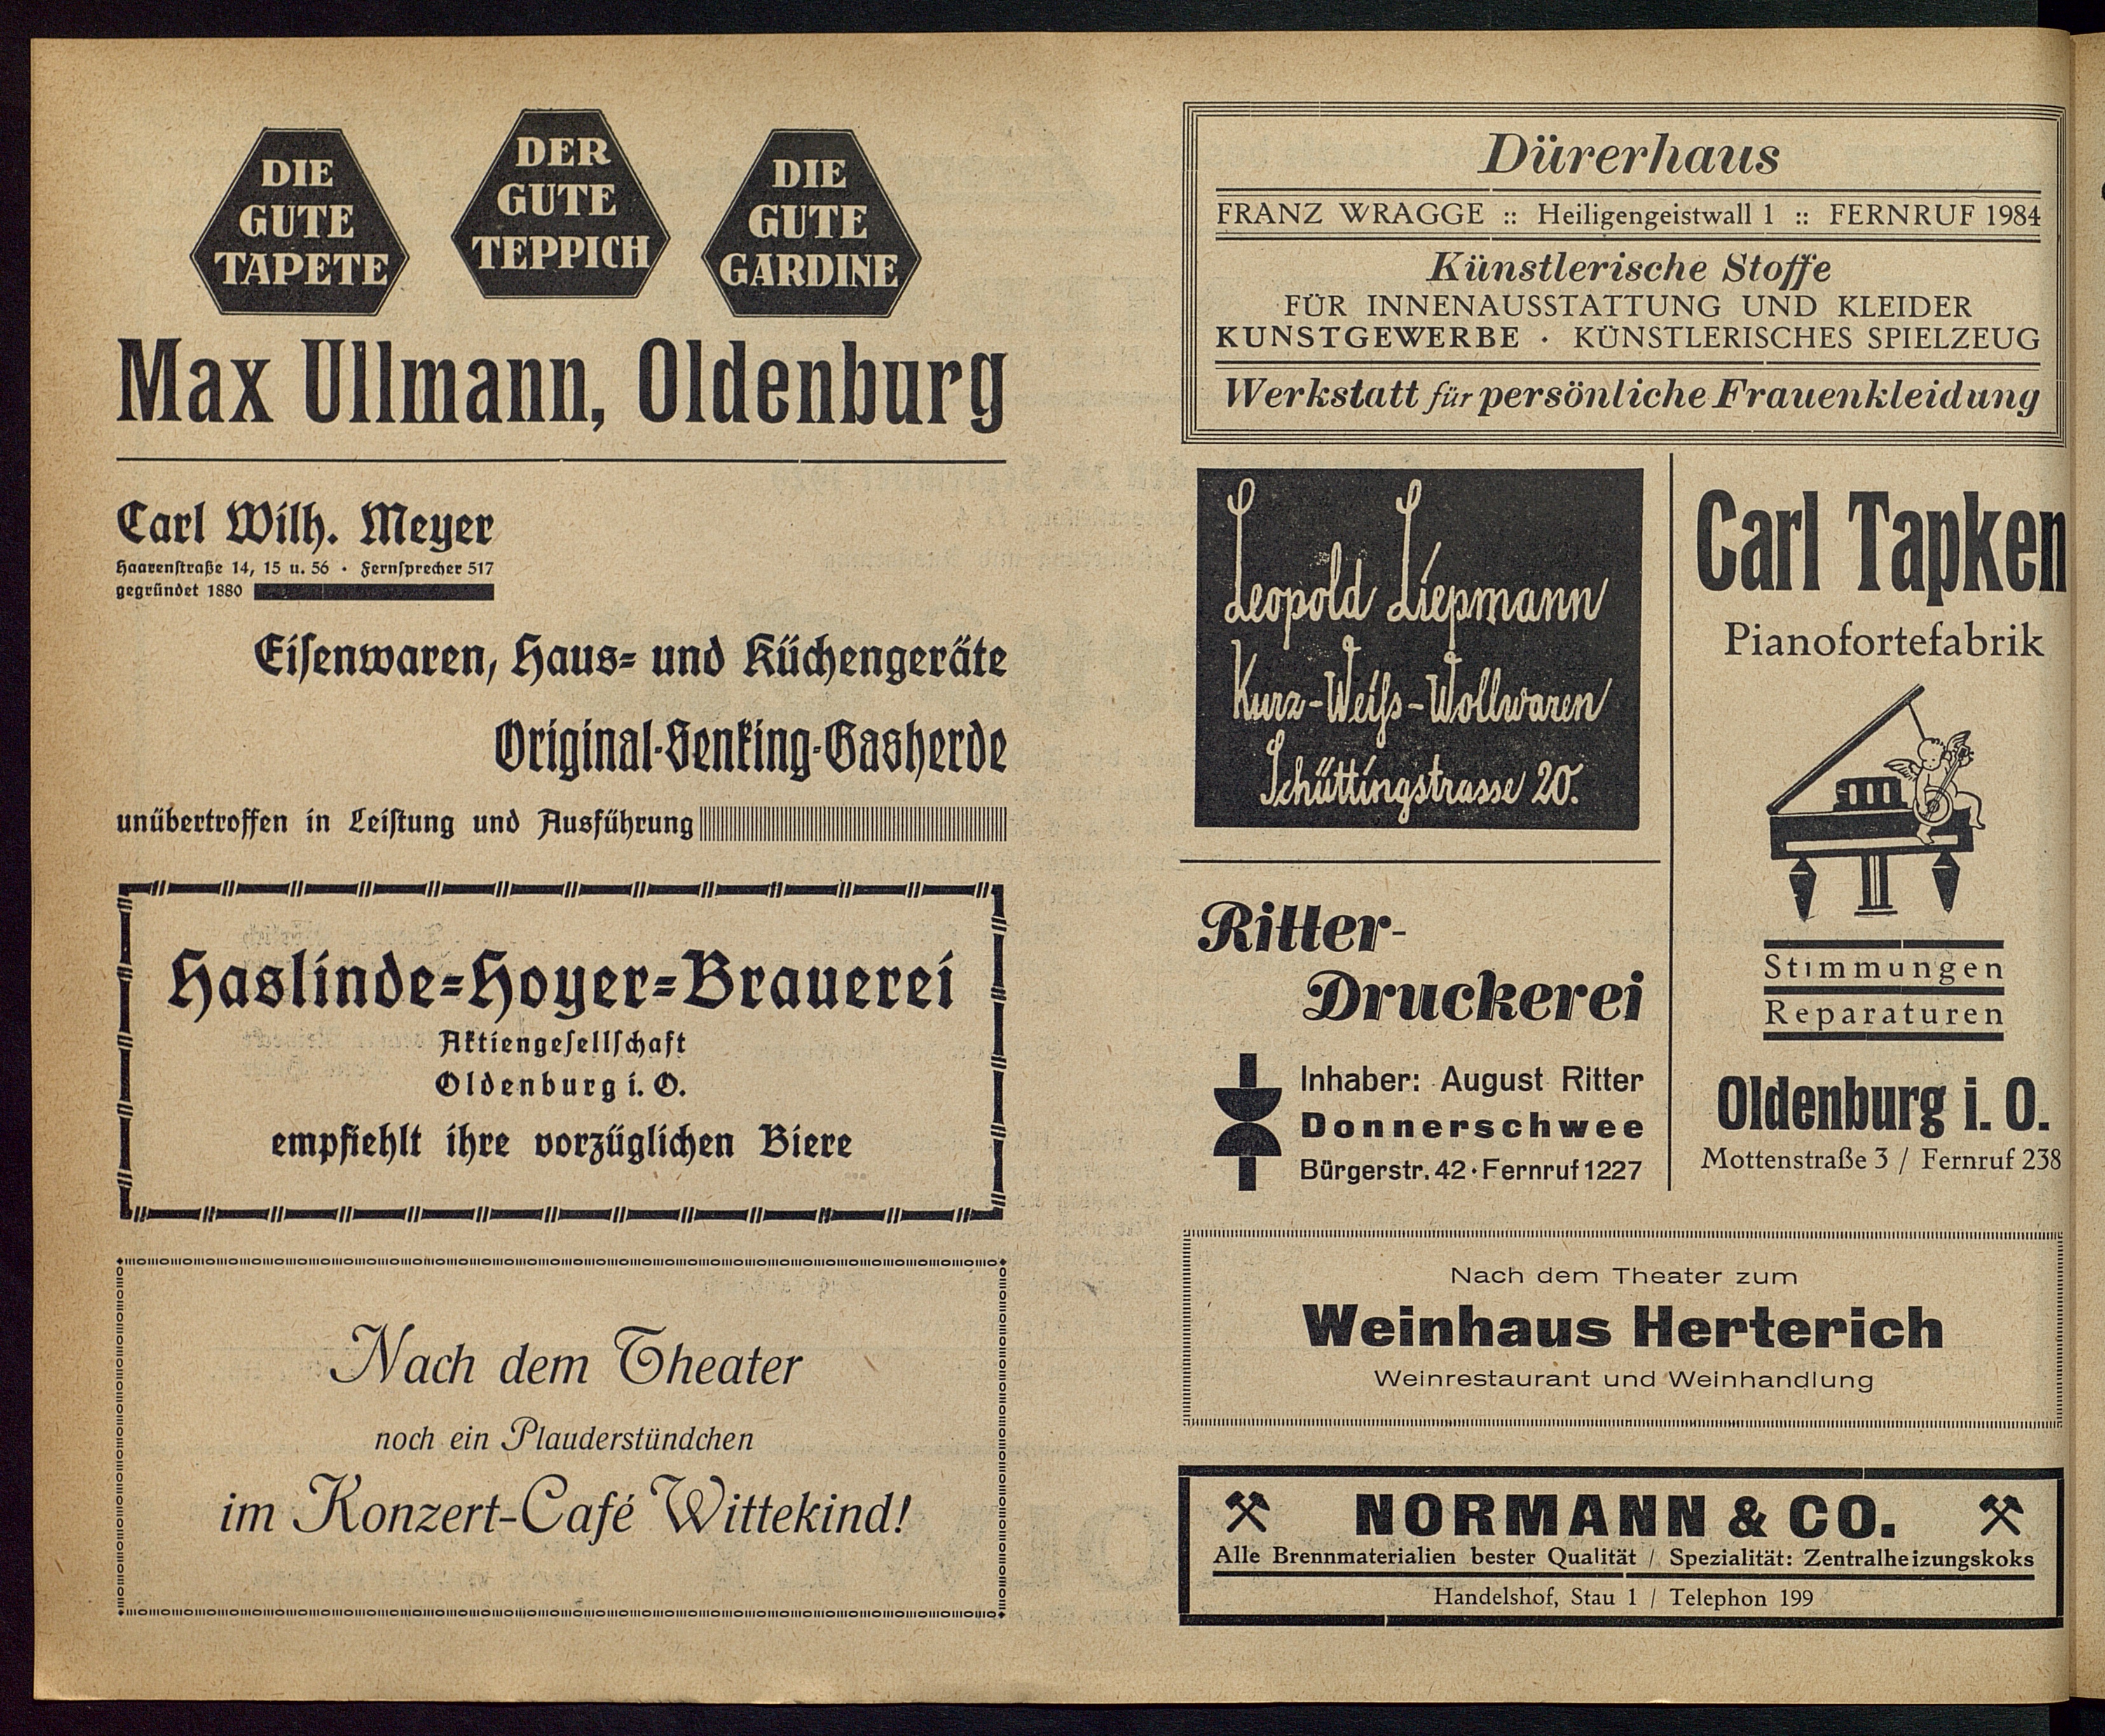 DIE
GUTE
TAPETE
DER
GUTE
TEPPICH
DIE
GUTE
GARDINE
Max Ullmann, Oldenburg
Carl Wilh. Meyer
Haarenstraße 14, 15 u. 56 · Fernsprecher 517
gegründet 1880
Eisenwaren, Haus- und Küchengeräte
Original-Senking-Gasherde
unübertroffen in Leistung und Ausführung
Haslinde-Hoyer-Brauerei
Aktiengesellschaft
Oldenburg i. O.
empfiehlt ihre vorzüglichen Biere
Nach dem Theater
noch ein Plauderstündchen
im Konzert-Café Wittekind!
Dürerhaus
FRANZ WRAGGE :: Heiligengeistwall 1 :: FERNRUF 1984
Künstlerische Stoffe
FÜR INNENAUSSTATTUNG UND KLEIDER
KUNSTGEWERBE · KÜNSTLERISCHES SPIELZEUG
Werkstatt für persönliche Frauenkleidung
Leopold Liepmann
Kurz-Weiß-Wollwaren
Schüttingstrasse 20.
Ritter-
Druckerei
Inhaber: August Ritter
Donnerschwee
Bürgerstr. 42 · Fernruf 1227
Carl Tapken
Pianofortefabrik
Stimmungen
Reparaturen
Oldenburg i. O.
Mottenstraße 3 / Fernruf 238
Nach dem Theater zum
Weinhaus Herterich
Weinrestaurant und Weinhandlung
NORMANN & CO.
Alle Brennmaterialien bester Qualität / Spezialität: Zentralheizungskoks
Handelshof, Stau 1 / Telephon 199